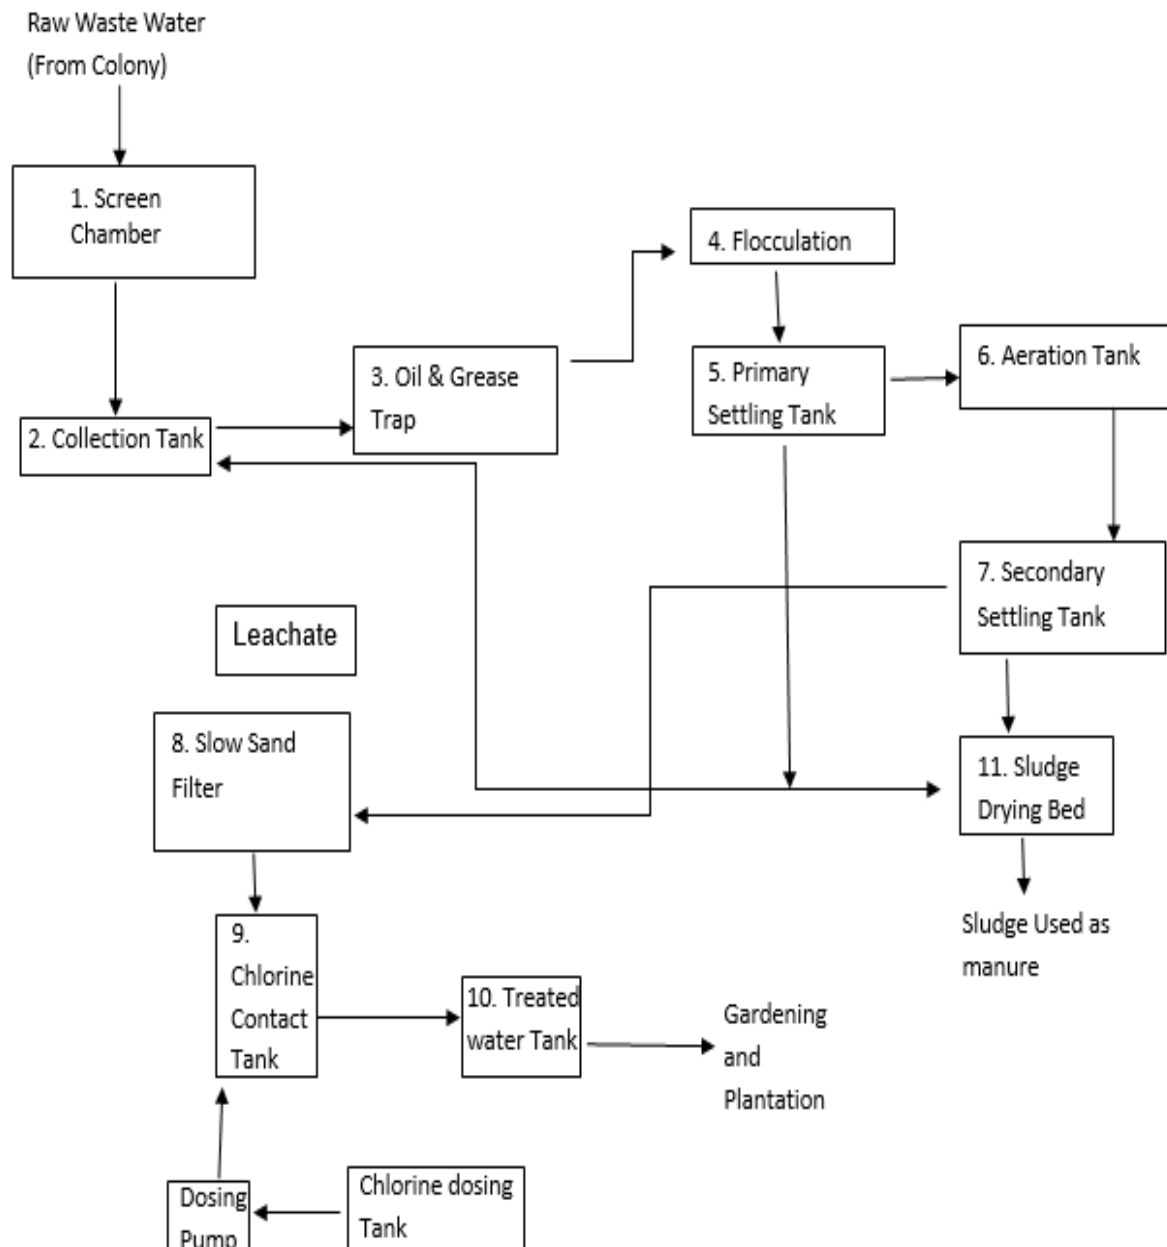 Raw Waste Water
(From Colony)
1. Screen
Chamber
2. Collection Tank
3. Oil & Grease
Trap
4. Flocculation
5. Primary
Settling Tank
6. Aeration Tank
7. Secondary
Settling Tank
Leachate
8. Slow Sand
Filter
11. Sludge
Drying Bed
Sludge Used as
manure
9.
Chlorine
Contact
Tank
10. Treated
water Tank
Gardening
and
Plantation
Dosing
Pump
Chlorine dosing
Tank